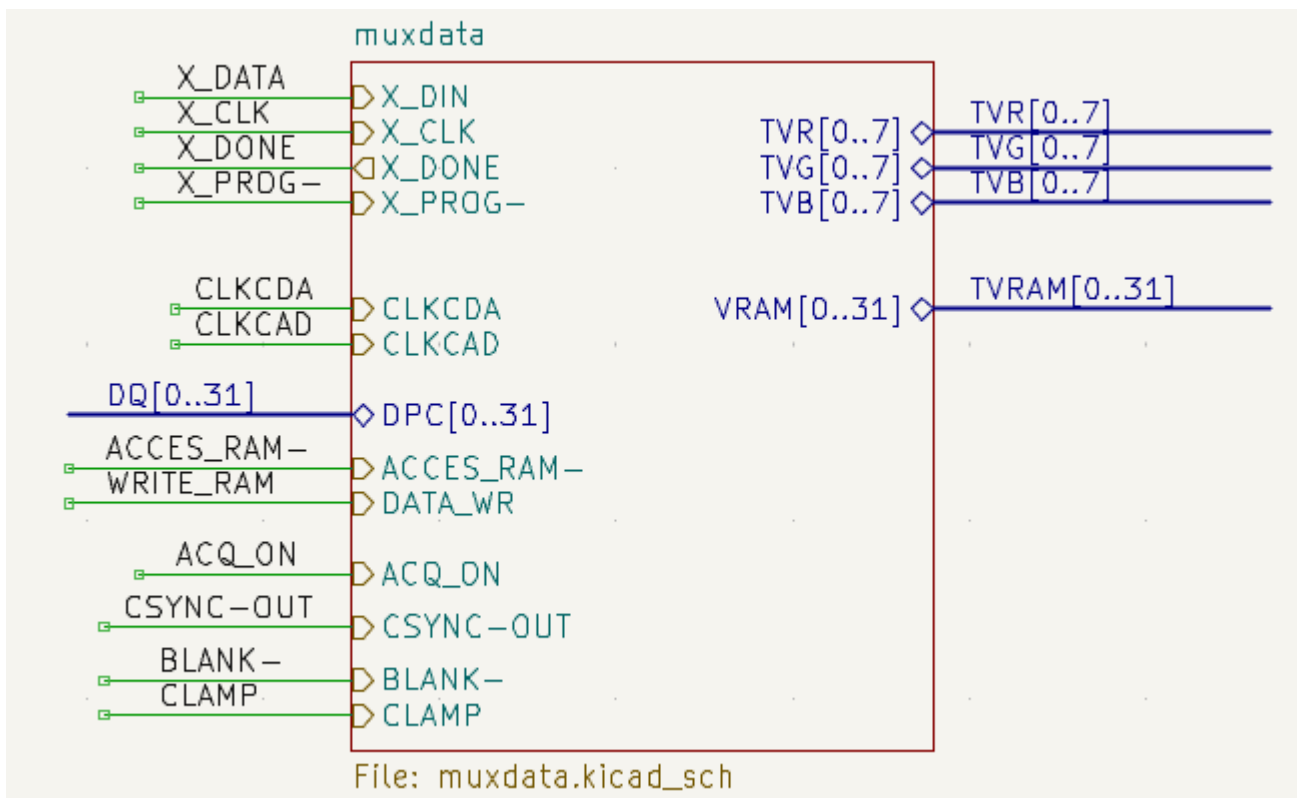 muxdata
X_DATA
X_DIN
X_CLK
X_CLK
X_DONE
X_DONE
X_PROG-
X_PROG-
TVR[0..7]
TVR[0..7]
TVG[0..7]
TVG[0..7]
TVB[0..7]
TVB[0..7]
CLKCDA
CLKCDA
CLKCAD
CLKCAD
VRAM[0..31]
TVRAM[0..31]
DQ[0..31]
DPC[0..31]
ACCES_RAM-
ACCES_RAM-
WRITE_RAM
DATA_WR
ACQ_ON
ACQ_ON
CSYNC-OUT
CSYNC-OUT
BLANK-
BLANK-
CLAMP
CLAMP
File: muxdata.kicad_sch